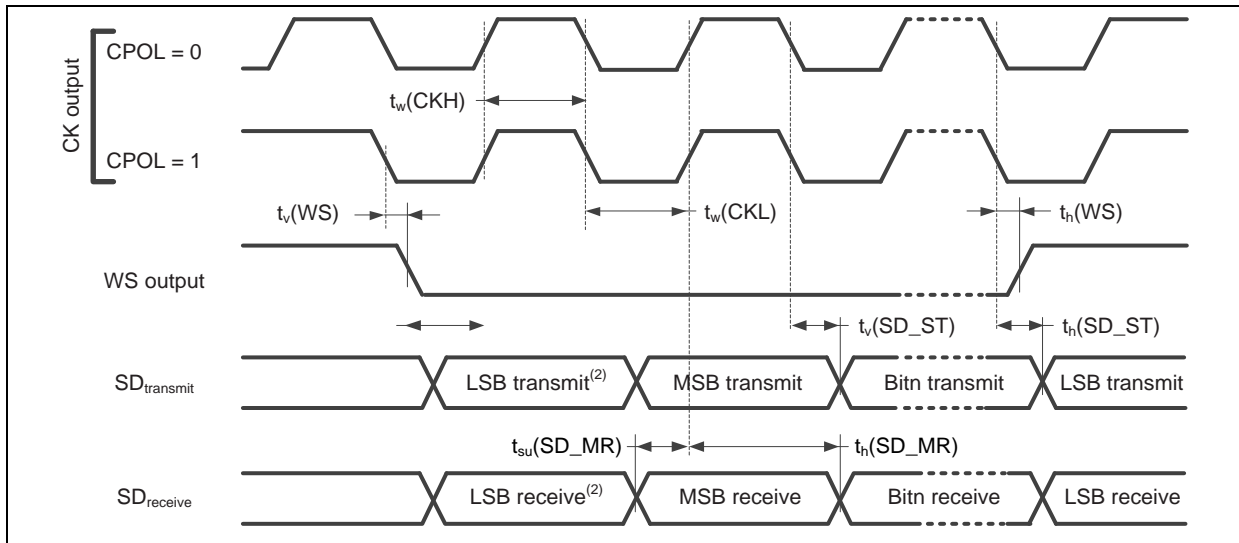 CK output
CPOL = 0
tw(CKH)
CPOL = 1
tv(WS)
tw(CKL)
th(WS)
WS output
tv(SD_ST)
th(SD_ST)
SDtransmit
LSB transmit(2)
MSB transmit
Bitn transmit
LSB transmit
tsu(SD_MR)
th(SD_MR)
SDreceive
LSB receive(2)
MSB receive
Bitn receive
LSB receive